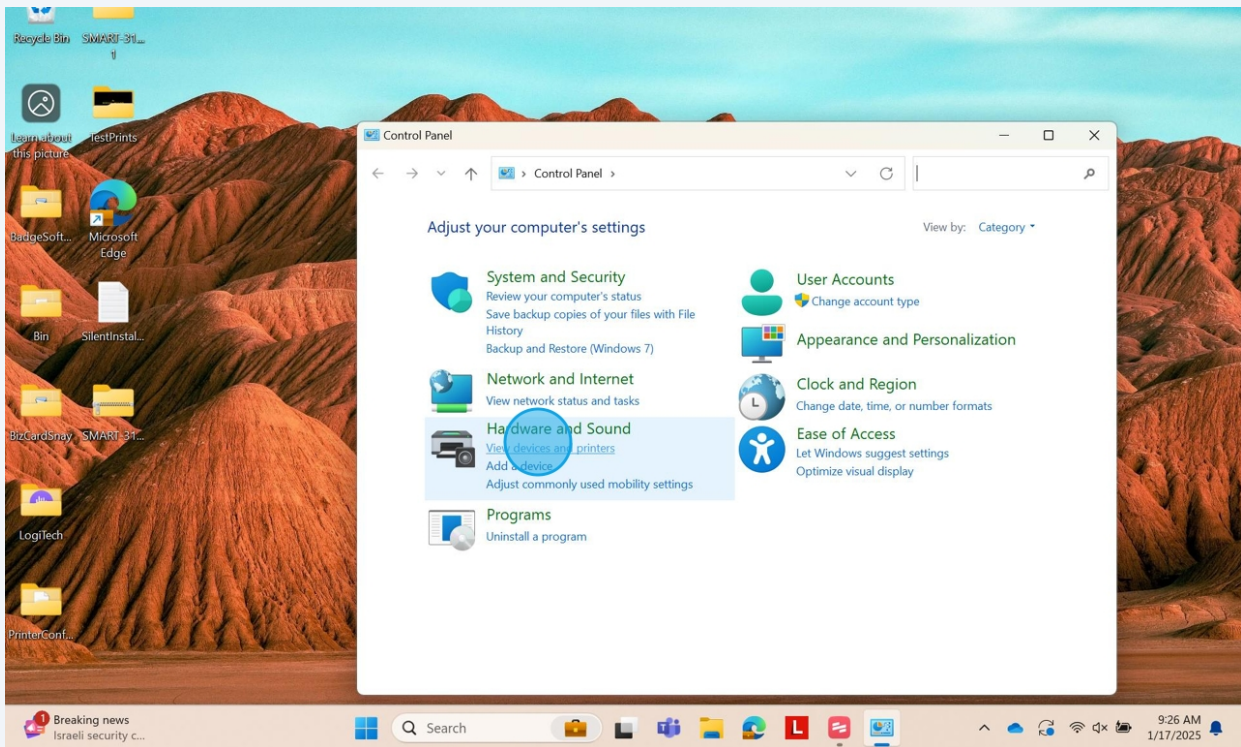 Recycle Bin
SMART-31...
1
Learn about
this picture
TestPrints
BadgeSoft...
Microsoft
Edge
Bin
SilentInstal...
BizCardSnay
SMART-31...
LogiTech
PrinterConf...
Control Panel
Control Panel
Adjust your computer's settings
View by: Category
System and Security
Review your computer's status
Save backup copies of your files with File
History
Backup and Restore (Windows 7)
Network and Internet
View network status and tasks
Hardware and Sound
View devices and printers
Add a device
Adjust commonly used mobility settings
Programs
Uninstall a program
User Accounts
Change account type
Appearance and Personalization
Clock and Region
Change date, time, or number formats
Ease of Access
Let Windows suggest settings
Optimize visual display
1
Breaking news
Israeli security c...
Search
L
9:26 AM
1/17/2025